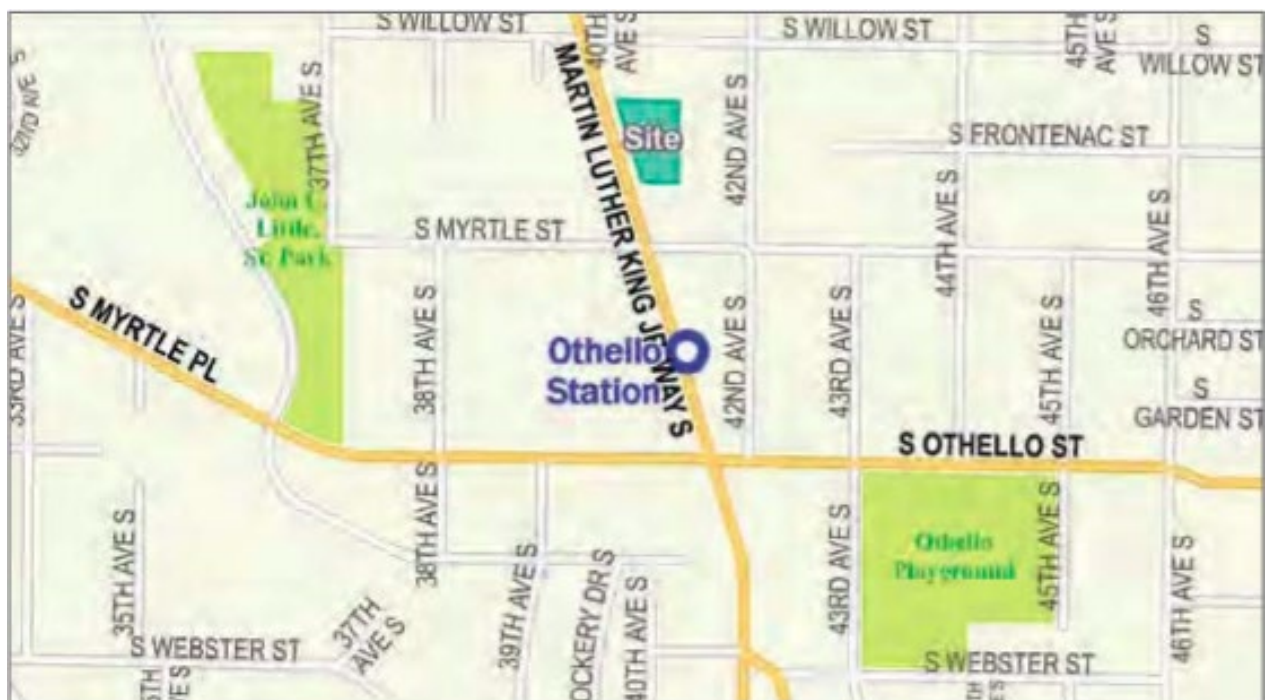 S WILLOW ST
40TH
AVE S
S WILLOW ST
45TH
AVE S
S
WILLOW ST
32ND AVE S
37TH AVE S
MARTIN LUTHER KING JR WAY S
Site
42ND AVE S
S FRONTENAC ST
John C.
Little,
Sr. Park
S MYRTLE ST
44TH AVE S
46TH AVE S
S MYRTLE PL
33RD AVE S
38TH AVE S
Othello
Station
42ND AVE S
43RD AVE S
45TH AVE S
S
ORCHARD ST
S
GARDEN ST
S OTHELLO ST
35TH AVE S
38TH AVE S
39TH AVE S
40TH AVE S
43RD AVE S
Othello
Playground
45TH AVE S
46TH AVE S
37TH
AVE S
S WEBSTER ST
S WEBSTER ST